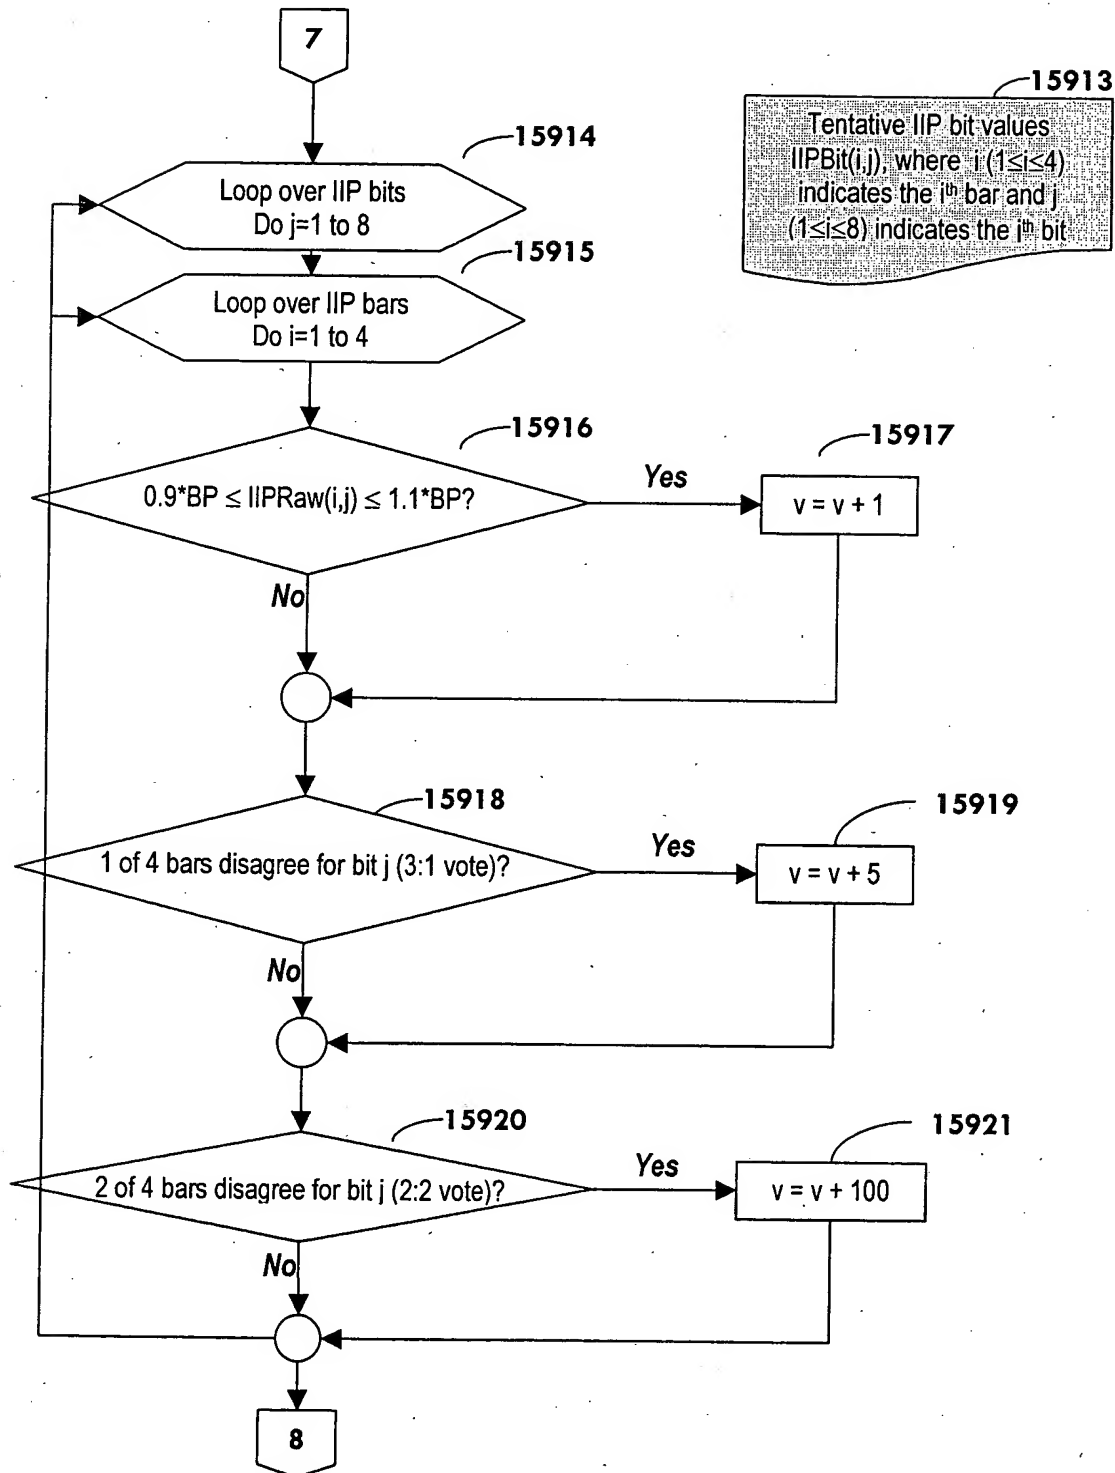 7
15913
Tentative IIP bit values
IIPBit(i,j), where i (1≤i≤4)
indicates the ith bar and j
(1≤i≤8) indicates the ith bit
15914
Loop over IIP bits
Do j=1 to 8
15915
Loop over IIP bars
Do i=1 to 4
15916
0.9*BP ≤ IIPRaw(i,j) ≤ 1.1*BP?
Yes
15917
v = v + 1
No
15918
1 of 4 bars disagree for bit j (3:1 vote)?
Yes
15919
v = v + 5
No
15920
2 of 4 bars disagree for bit j (2:2 vote)?
Yes
15921
v = v + 100
No
8